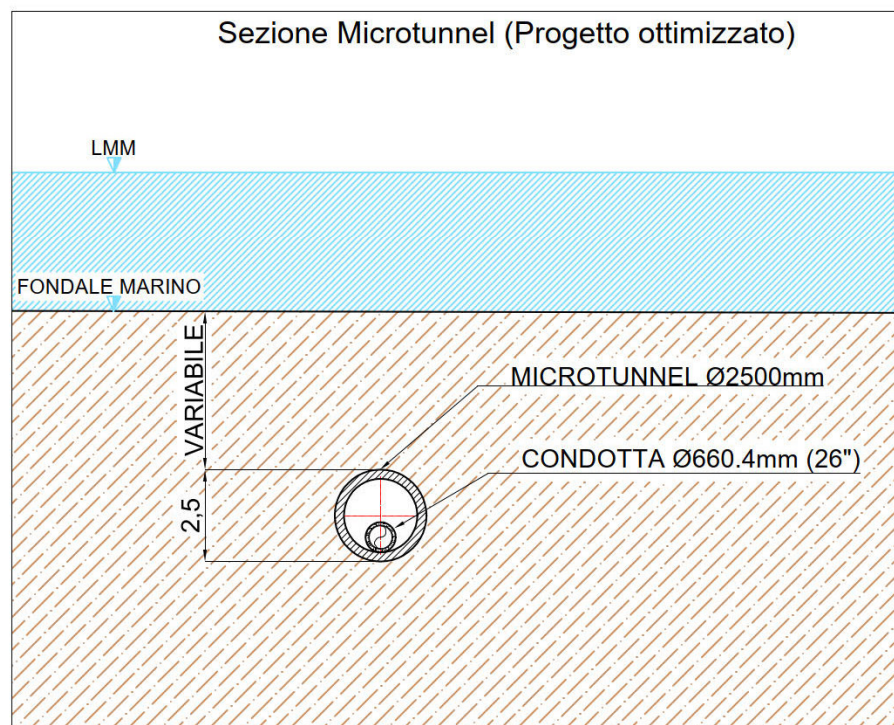 Sezione Microtunnel (Progetto ottimizzato)
LMM
FONDALE MARINO
VARIABILE
MICROTUNNEL Ø2500mm
CONDOTTA Ø660.4mm (26")
2,5